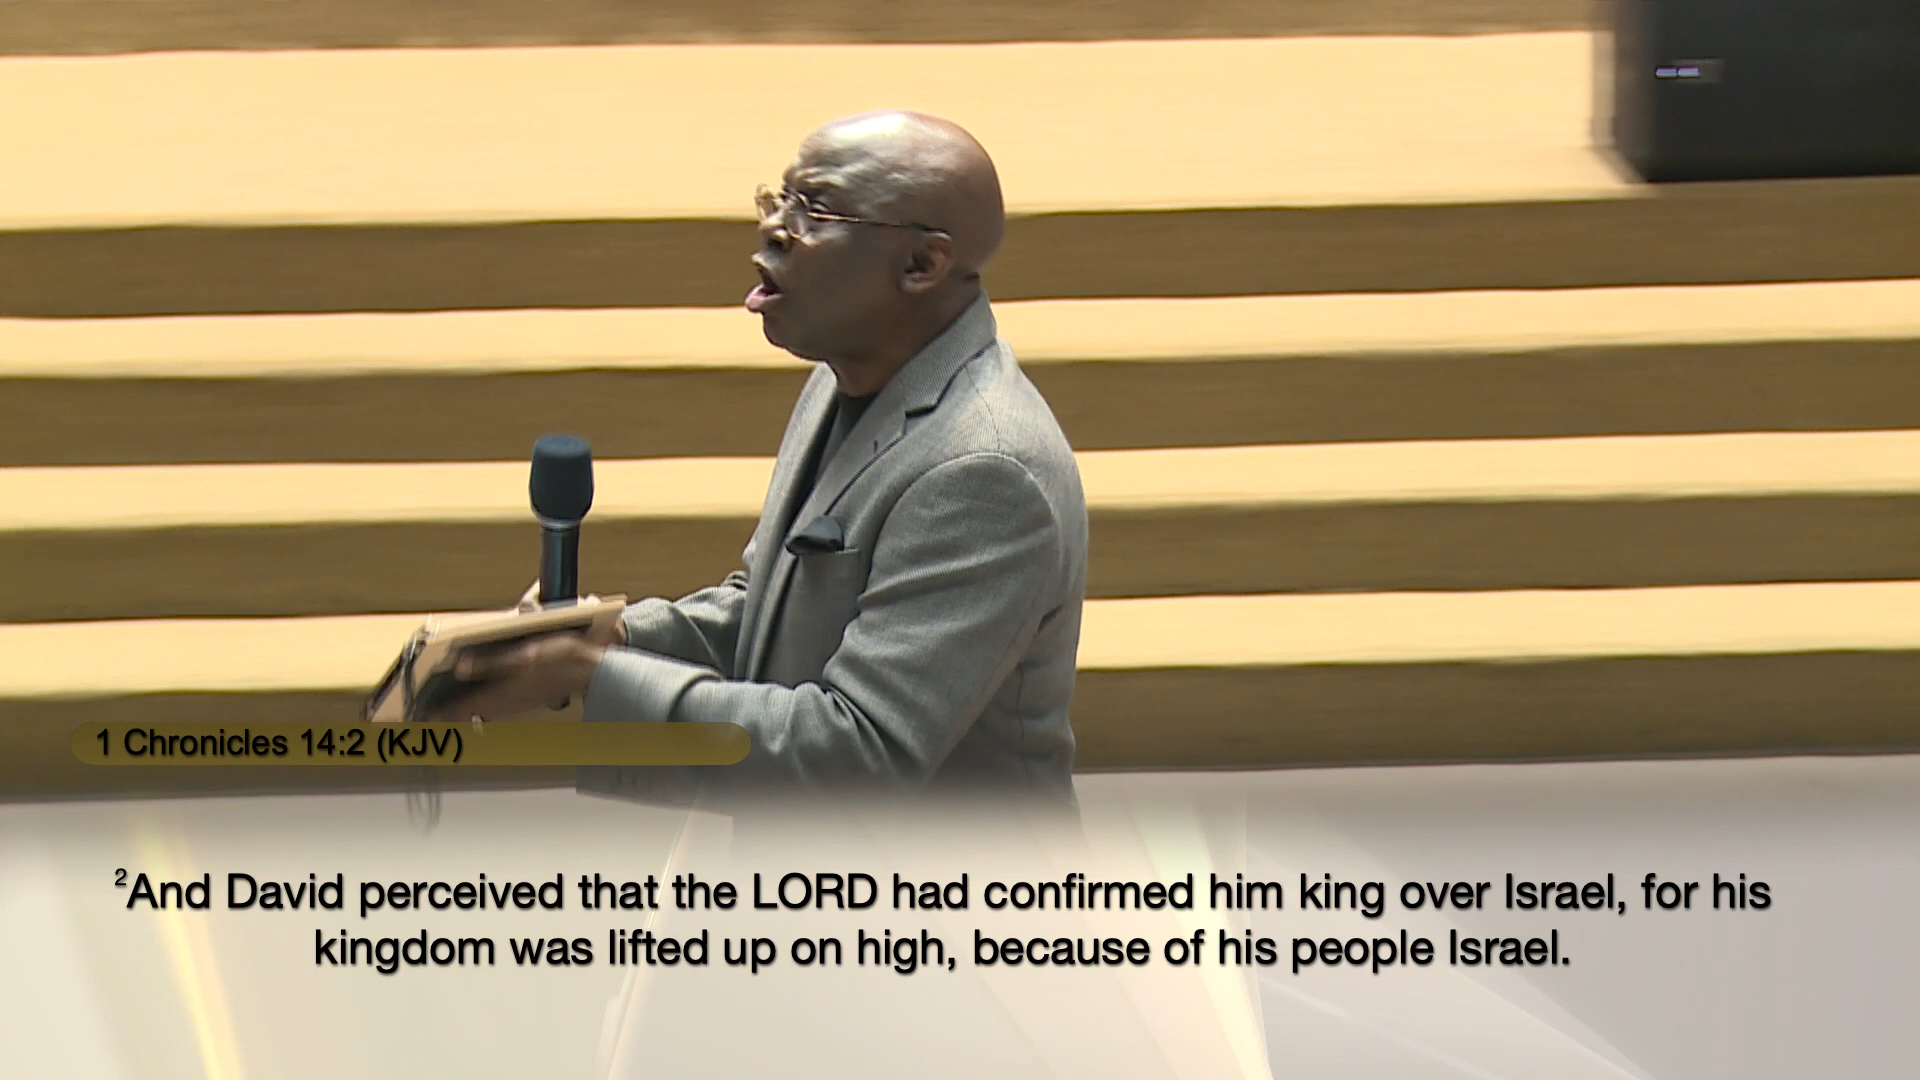 1 Chronicles 14:2 (KJV)
²And David perceived that the LORD had confirmed him king over Israel, for his
kingdom was lifted up on high, because of his people Israel.